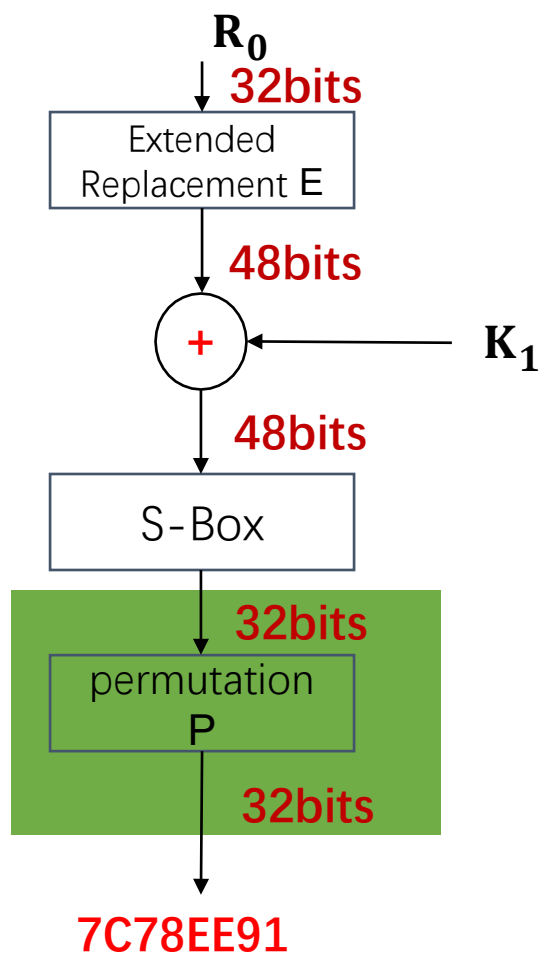 R₀
32bits
Extended
Replacement E
48bits
+
K₁
48bits
S-Box
32bits
permutation
P
32bits
7C78EE91